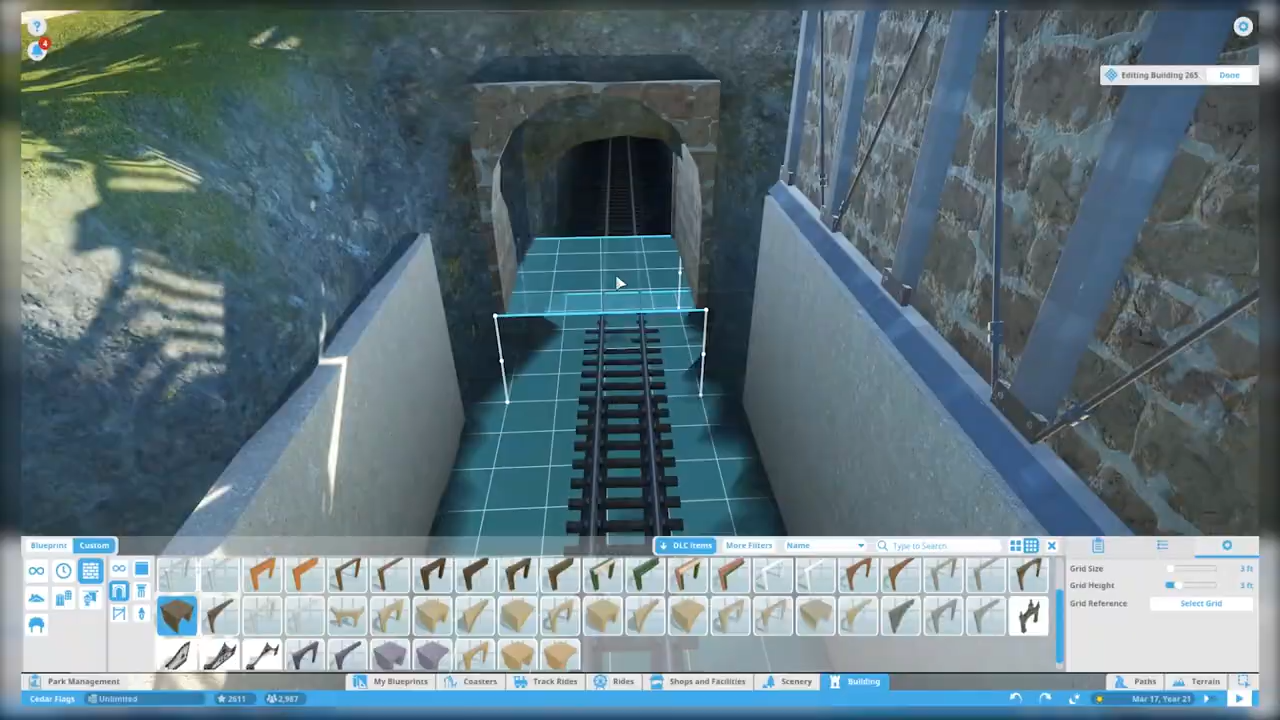 ?
4
Editing Building 265
Done
Blueprint
Custom
DLC Items
More Filters
Name
Type to Search
Grid Size
3 ft
Grid Height
3 ft
Grid Reference
Select Grid
Park Management
My Blueprints
Coasters
Track Rides
Rides
Shops and Facilities
Scenery
Building
Paths
Terrain
Cedar Flags
Unlimited
2611
2,987
Mar 17, Year 21